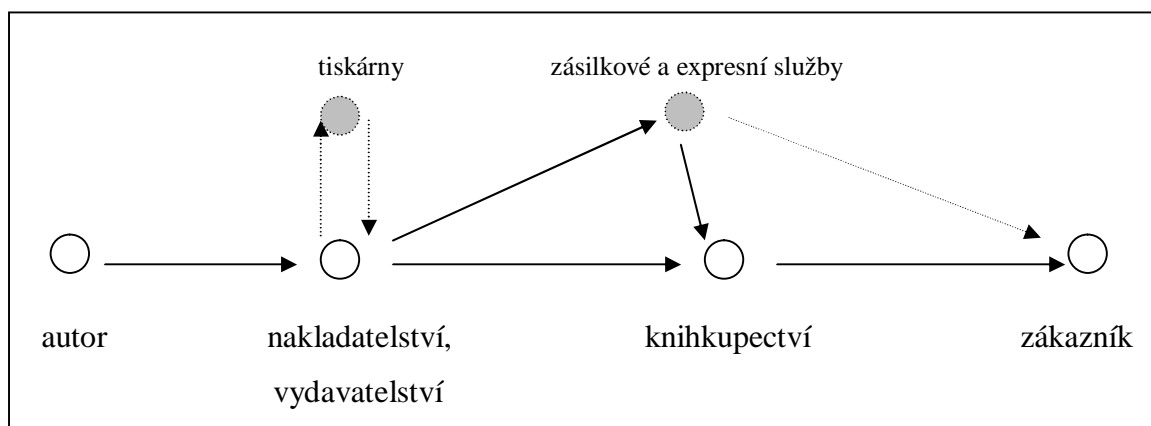 tiskárny
zásilkové a expresní služby
autor
nakladatelství,
vydavatelství
knihkupectví
zákazník